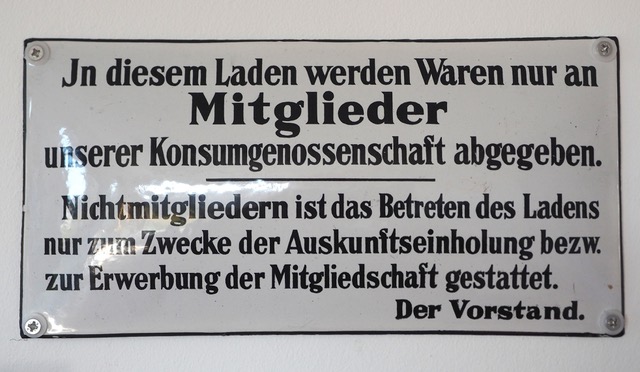 Jn diesem Laden werden Waren nur an
Mitglieder
unserer Konsumgenossenschaft abgegeben.
Nichtmitgliedern ist das Betreten des Ladens
nur zum Zwecke der Auskunftseinholung bezw.
zur Erwerbung der Mitgliedschaft gestattet.
Der Vorstand.